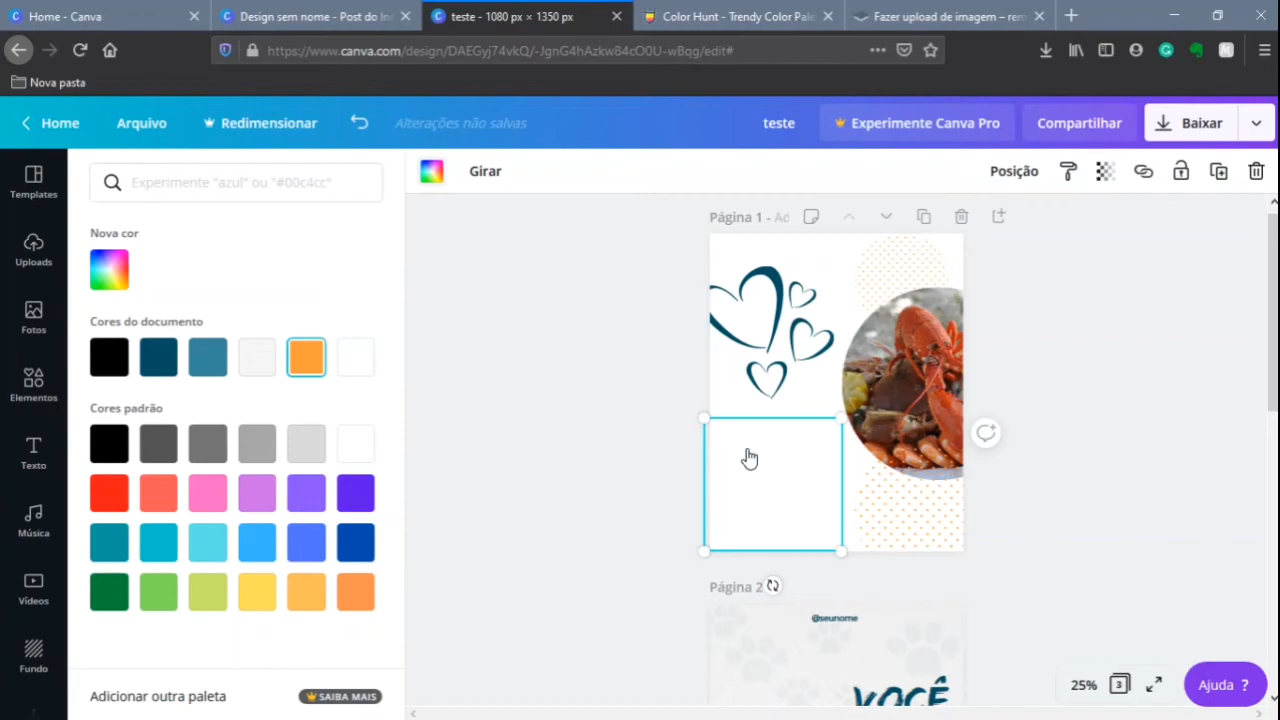 Home - Canva
Design sem nome - Post do Ins
teste - 1080 px × 1350 px
Color Hunt - Trendy Color Pale
Fazer upload de imagem – rem
https://www.canva.com/design/DAEGyj74vkQ/-JgnG4hAzkw84cO0U-wBqg/edit#
Nova pasta
Home
Arquivo
Redimensionar
Alterações não salvas
teste
Experimente Canva Pro
Compartilhar
Baixar
Templates
Uploads
Fotos
Elementos
Texto
Música
Vídeos
Fundo
Experimente "azul" ou "#00c4cc"
Nova cor
Cores do documento
Cores padrão
Adicionar outra paleta
SAIBA MAIS
Girar
Posição
Página 1 - Ad
Página 2
@seunome
VOCÊ
25%
3
Ajuda ?